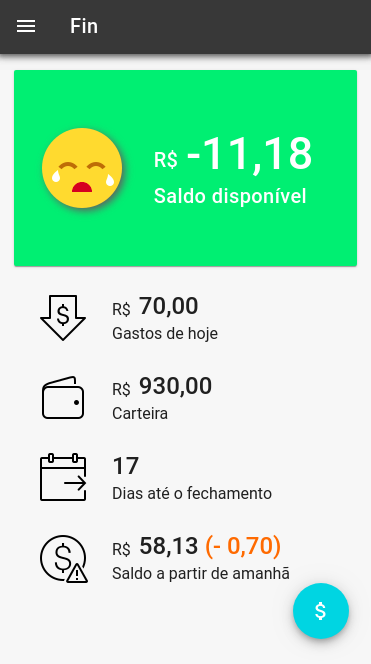 Fin
R$ -11,18
Saldo disponível
R$ 70,00
Gastos de hoje
R$ 930,00
Carteira
17
Dias até o fechamento
R$ 58,13 (- 0,70)
Saldo a partir de amanhã
$